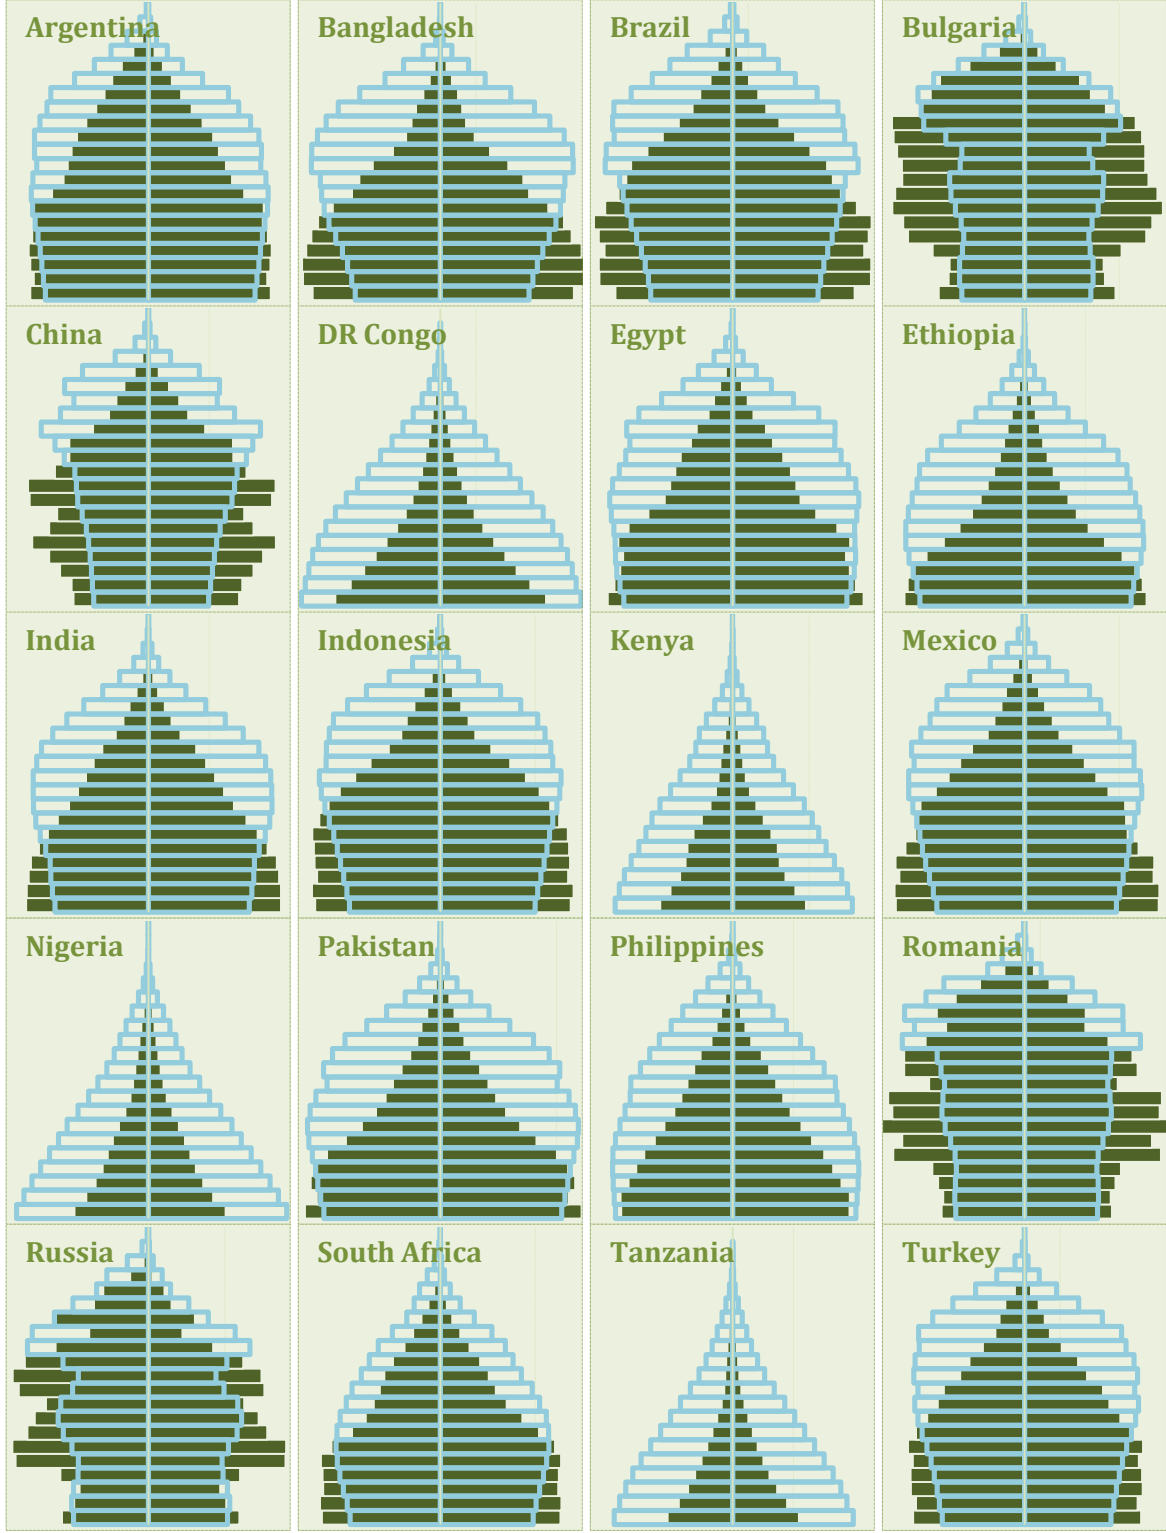 Argentina
Bangladesh
Brazil
Bulgaria
China
DR Congo
Egypt
Ethiopia
India
Indonesia
Kenya
Mexico
Nigeria
Pakistan
Philippines
Romania
Russia
South Africa
Tanzania
Turkey